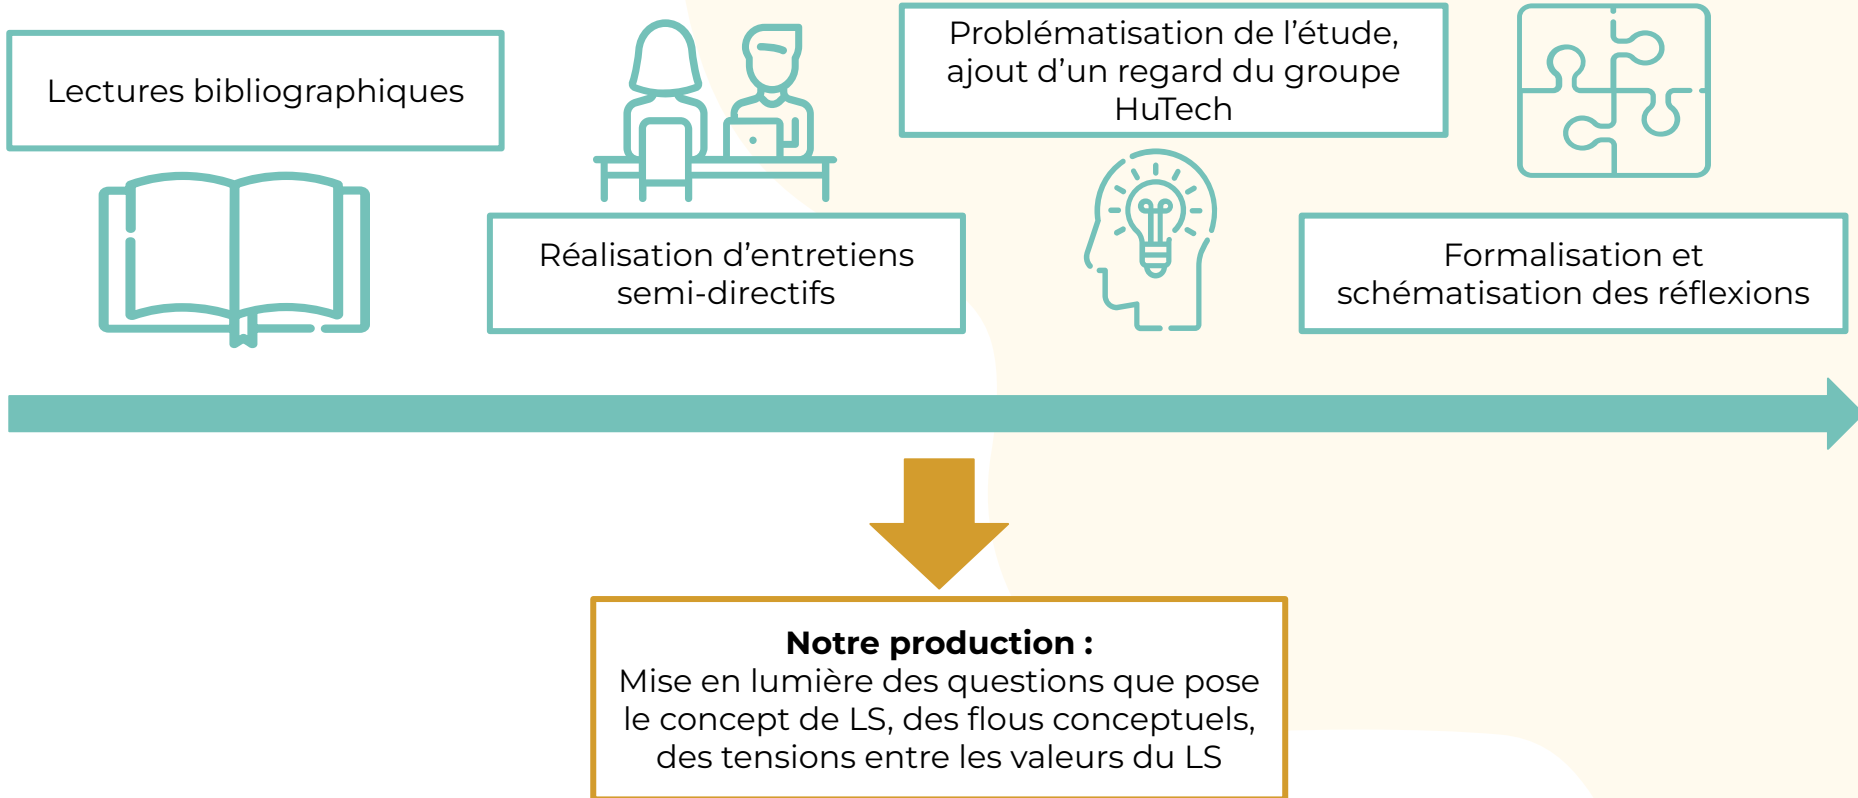 Lectures bibliographiques
Réalisation d’entretiens
semi-directifs
Problématisation de l’étude,
ajout d’un regard du groupe
HuTech
Formalisation et
schématisation des réflexions
Notre production :
Mise en lumière des questions que pose
le concept de LS, des flous conceptuels,
des tensions entre les valeurs du LS